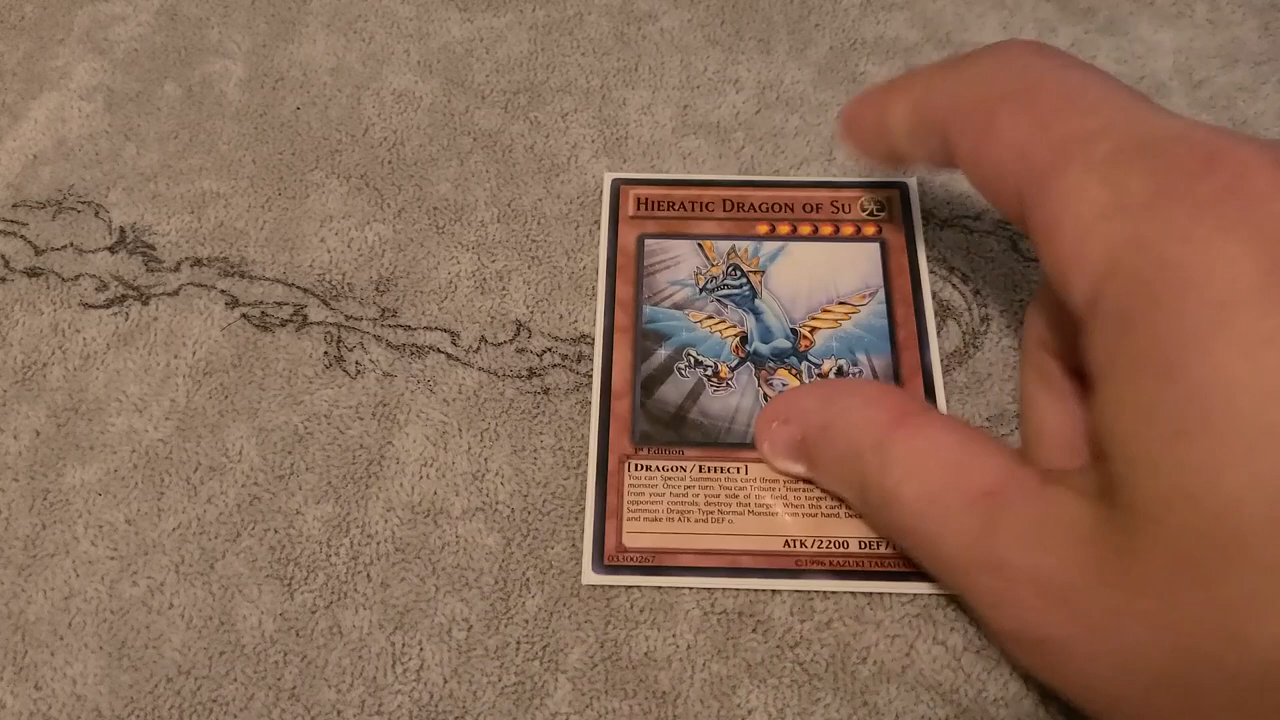 HIERATIC DRAGON OF SU
光
1st Edition
[DRAGON/EFFECT]
You can Special Summon this card (from your
monster. Once per turn: You can Tribute 1 "Hieratic"
from your hand or your side of the field, to target 1
opponent controls; destroy that target. When this card is
Summon 1 Dragon-Type Normal Monster from your hand, Deck
and make its ATK and DEF 0.
ATK/2200 DEF/1
03300267 ©1996 KAZUKI TAKAHA